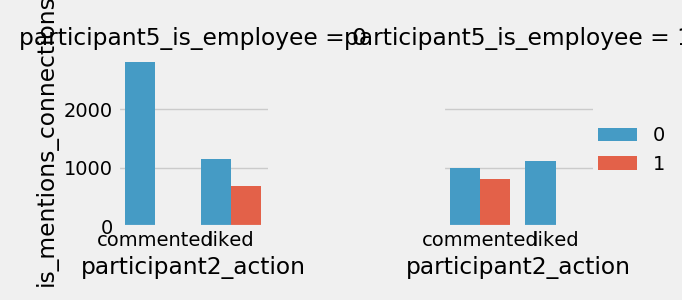 participant5_is_employee = 0
participant5_is_employee = 1
is_mentions_connections
2000
1000
0
commented
liked
commented
liked
participant2_action
participant2_action
0
1